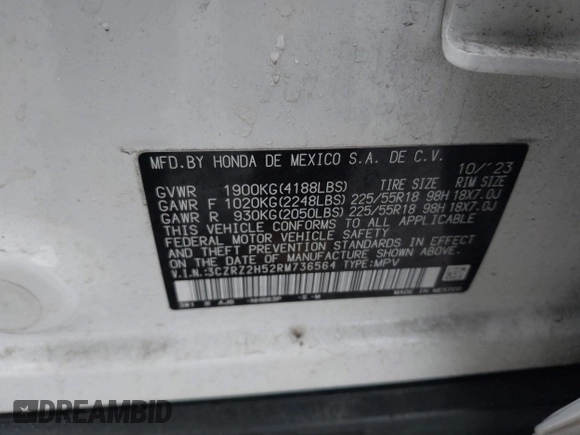 MFD.BY HONDA DE MEXICO S.A. DE C.V. 10/'23
GVWR 1900KG(4188LBS) TIRE SIZE RIM SIZE
GAWR F 1020KG(2248LBS) 225/55R18 98H 18X7.0J
GAWR R 930KG(2050LBS) 225/55R18 98H 18X7.0J
THIS VEHICLE CONFORMS TO ALL APPLICABLE
FEDERAL MOTOR VEHICLE SAFETY
STANDARDS IN EFFECT ON THE DATE OF
MANUFACTURE SHOWN ABOVE.
V.I.N.:3CZRZ2H52RM736564 TYPE:MPV
MADE IN MEXICO
DREAMBID